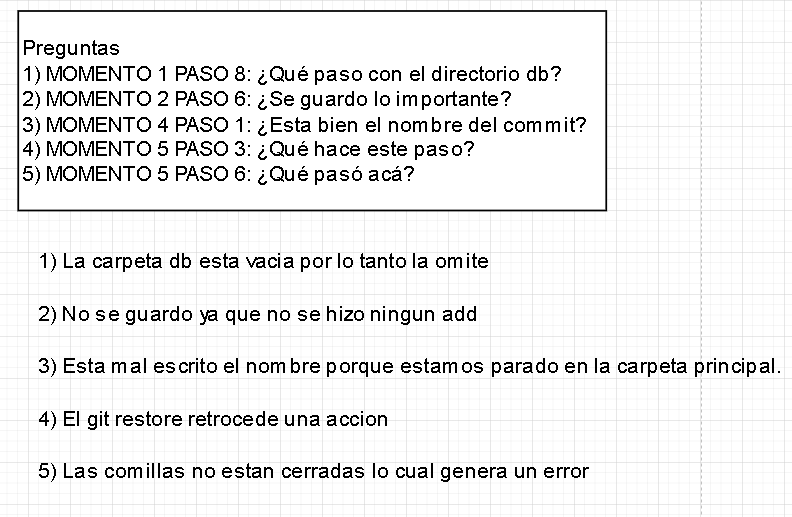 Preguntas
1) MOMENTO 1 PASO 8: ¿Qué paso con el directorio db?
2) MOMENTO 2 PASO 6: ¿Se guardo lo importante?
3) MOMENTO 4 PASO 1: ¿Esta bien el nombre del commit?
4) MOMENTO 5 PASO 3: ¿Qué hace este paso?
5) MOMENTO 5 PASO 6: ¿Qué pasó acá?
1) La carpeta db esta vacia por lo tanto la omite
2) No se guardo ya que no se hizo ningun add
3) Esta mal escrito el nombre porque estamos parado en la carpeta principal.
4) El git restore retrocede una accion
5) Las comillas no estan cerradas lo cual genera un error